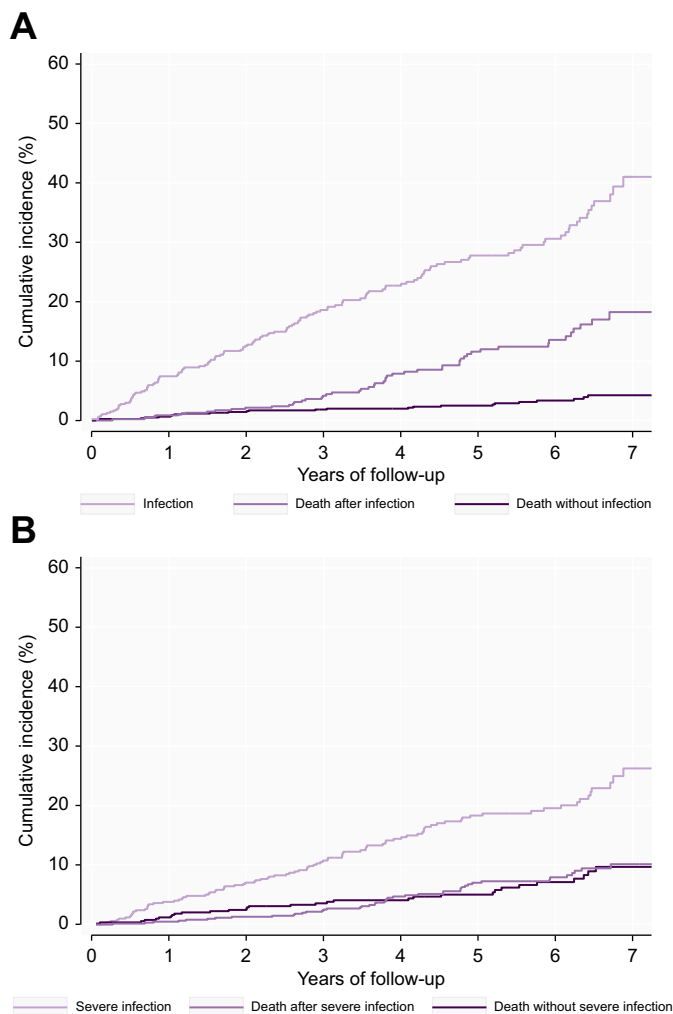 A
Cumulative incidence (%)
60
50
40
30
20
10
0
0 1 2 3 4 5 6 7
Years of follow-up
Infection Death after infection Death without infection
B
Cumulative incidence (%)
60
50
40
30
20
10
0
0 1 2 3 4 5 6 7
Years of follow-up
Severe infection Death after severe infection Death without severe infection